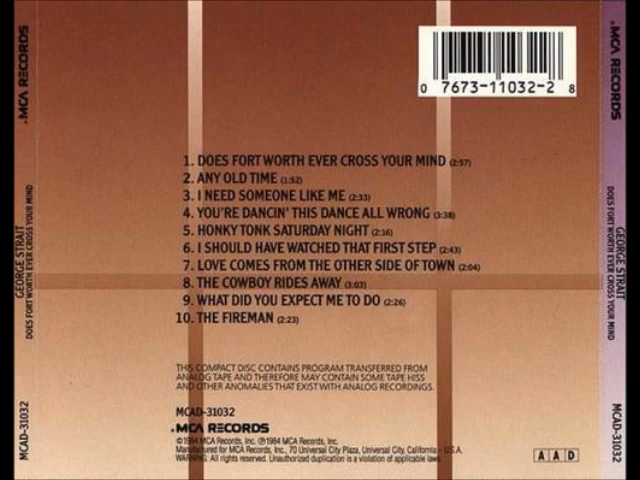 MCA RECORDS
GEORGE STRAIT
DOES FORT WORTH EVER CROSS YOUR MIND
MCAD-31032
0 7673-11032-2 8
1. DOES FORT WORTH EVER CROSS YOUR MIND (2:57)
2. ANY OLD TIME (1:52)
3. I NEED SOMEONE LIKE ME (2:33)
4. YOU'RE DANCIN' THIS DANCE ALL WRONG (3:38)
5. HONKY TONK SATURDAY NIGHT (2:16)
6. I SHOULD HAVE WATCHED THAT FIRST STEP (2:43)
7. LOVE COMES FROM THE OTHER SIDE OF TOWN (2:04)
8. THE COWBOY RIDES AWAY (3:03)
9. WHAT DID YOU EXPECT ME TO DO (2:26)
10. THE FIREMAN (2:23)
THIS COMPACT DISC CONTAINS PROGRAM TRANSFERRED FROM
ANALOG TAPE AND THEREFORE MAY CONTAIN SOME TAPE HISS
AND OTHER ANOMALIES THAT EXIST WITH ANALOG RECORDINGS.
MCAD-31032
MCA RECORDS
©1984 MCA Records, Inc. ℗1984 MCA Records, Inc.
Manufactured for MCA Records, Inc., 70 Universal City Plaza, Universal City, California – U.S.A.
WARNING: All rights reserved. Unauthorized duplication is a violation of applicable laws.
A A D
MCA RECORDS
GEORGE STRAIT
DOES FORT WORTH EVER CROSS YOUR MIND
MCAD-31032